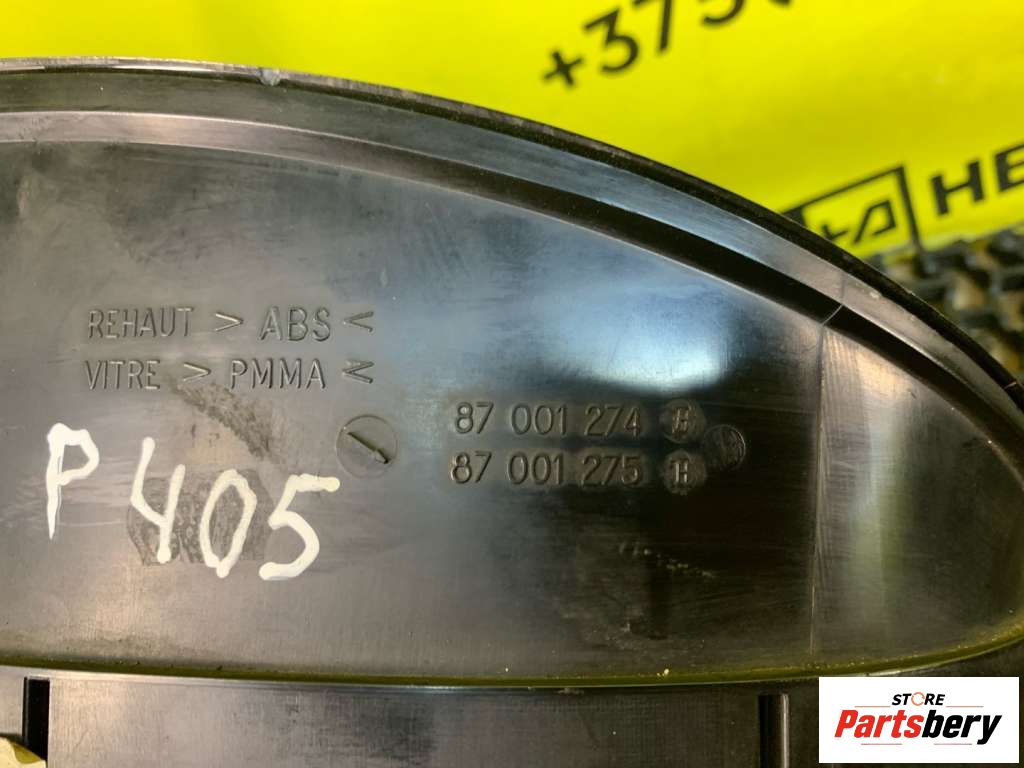 +375
HE
REHAUT > ABS <
VITRE > PMMA <
87 001 274
87 001 275 H
P 405
STORE
Partsbery